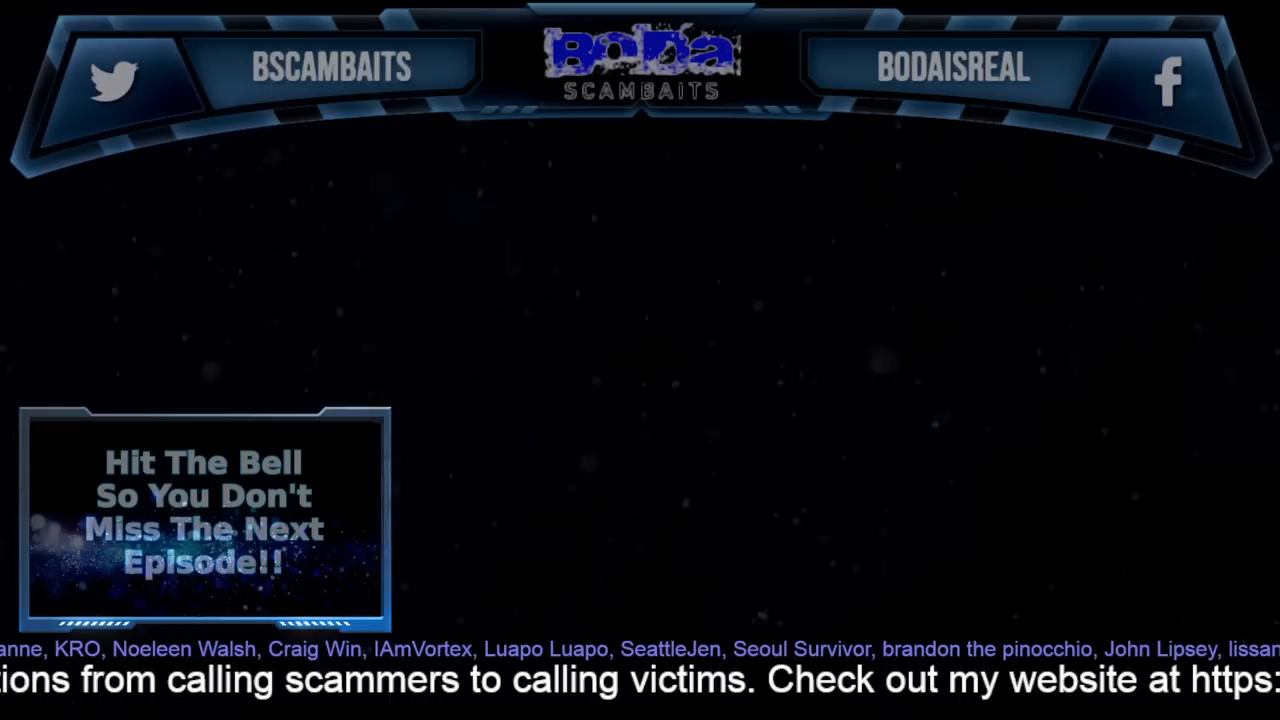 BSCAMBAITS
BoDa
SCAMBAITS
BODAISREAL
Hit The Bell
So You Don't
Miss The Next
Episode!!
anne, KRO, Noeleen Walsh, Craig Win, IAmVortex, Luapo Luapo, SeattleJen, Seoul Survivor, brandon the pinocchio, John Lipsey, lissan
tions from calling scammers to calling victims. Check out my website at https: